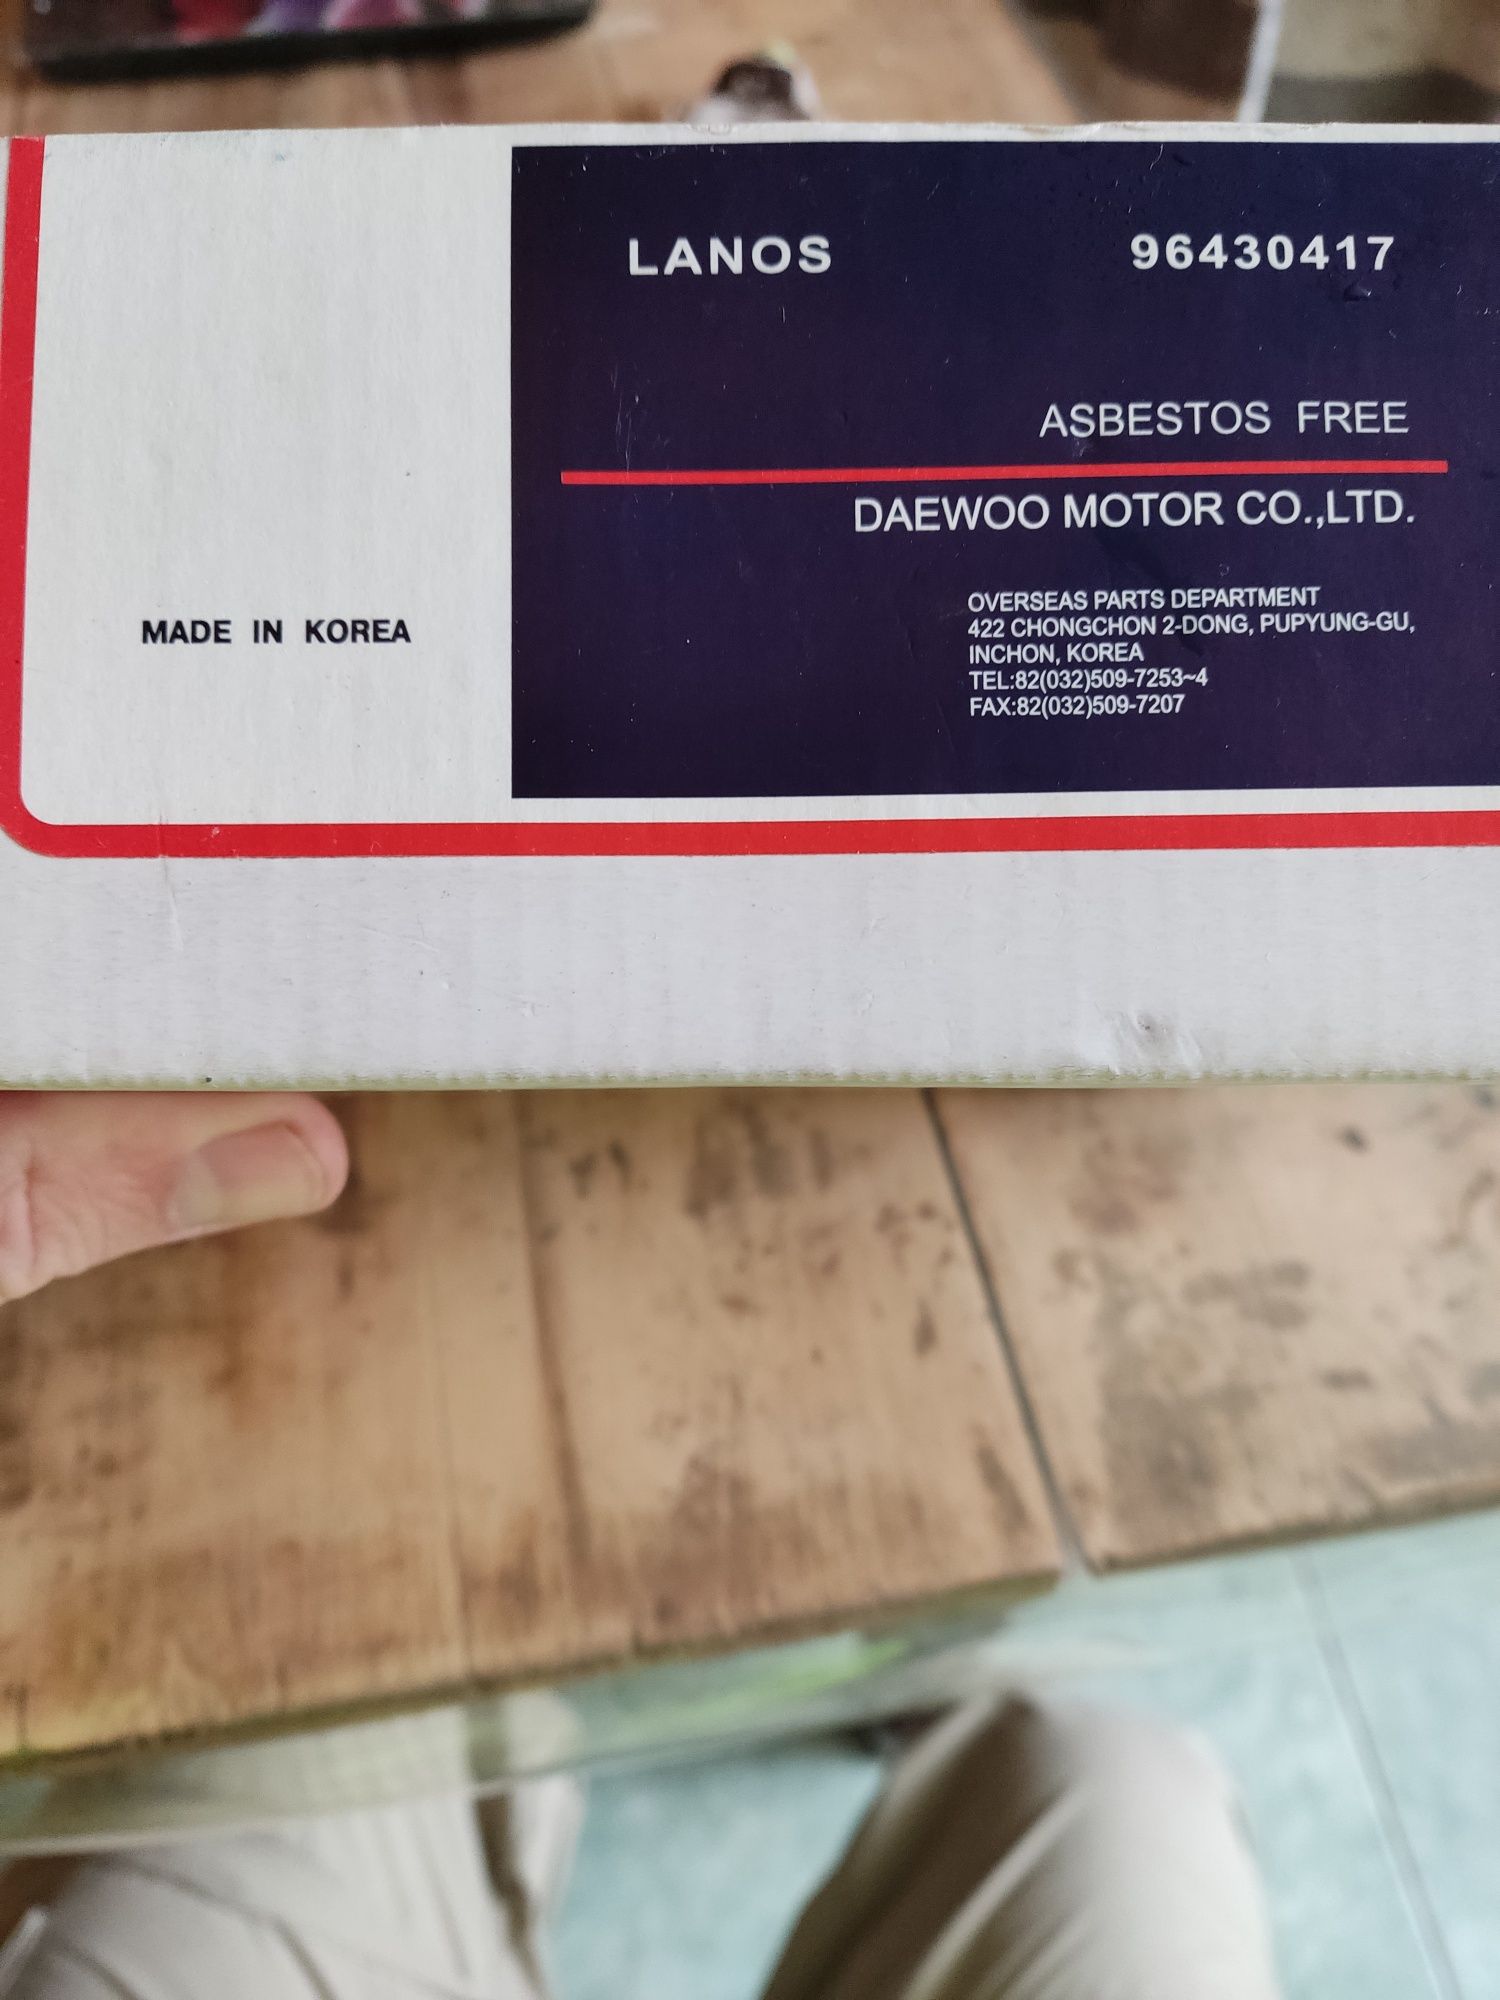 LANOS 96430417
ASBESTOS FREE
DAEWOO MOTOR CO.,LTD.
OVERSEAS PARTS DEPARTMENT
422 CHONGCHON 2-DONG, PUPYUNG-GU,
INCHON, KOREA
TEL:82(032)509-7253~4
FAX:82(032)509-7207
MADE IN KOREA